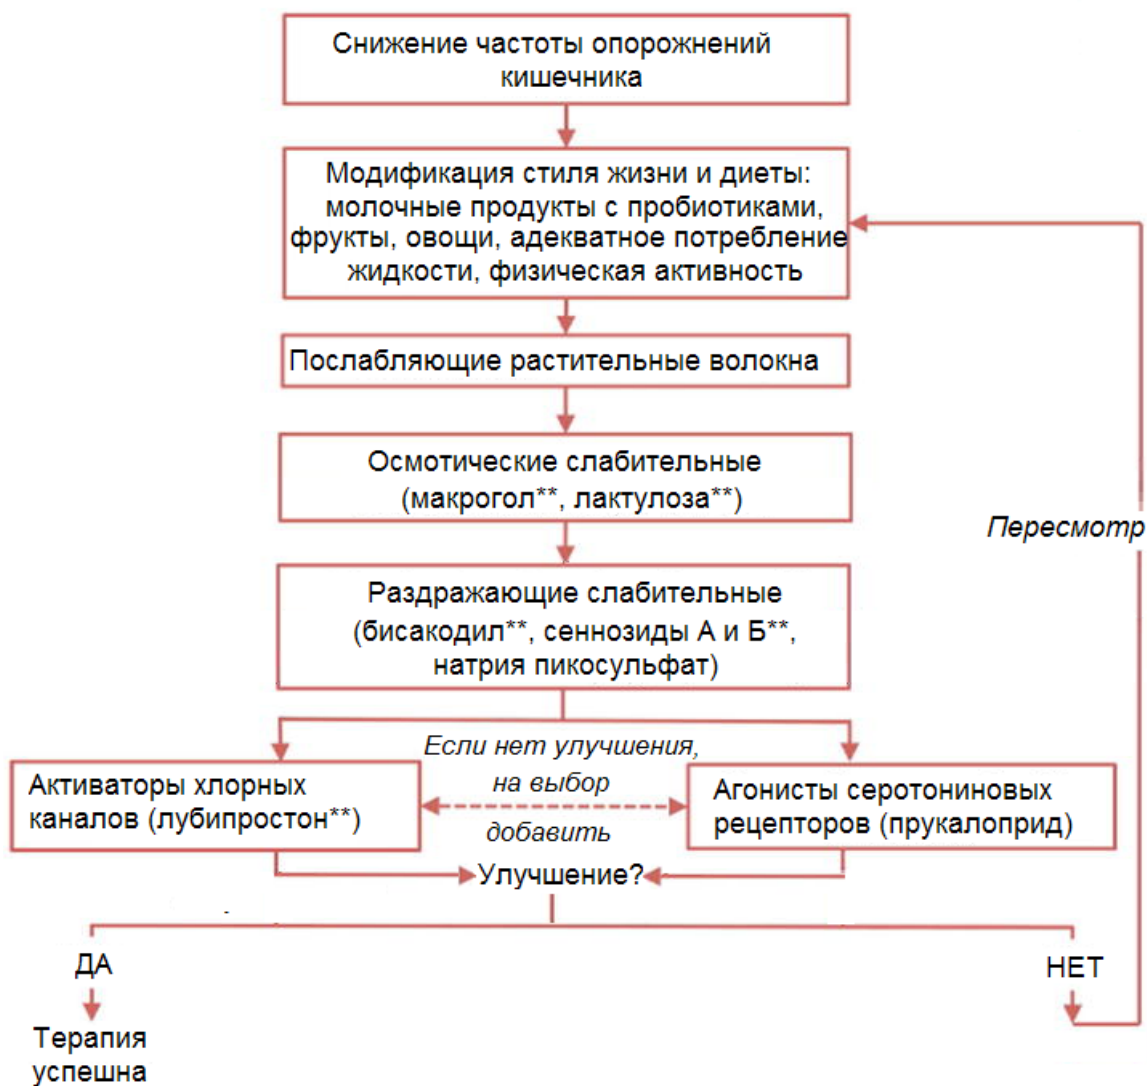 Снижение частоты опорожнений
кишечника
Модификация стиля жизни и диеты:
молочные продукты с пробиотиками,
фрукты, овощи, адекватное потребление
жидкости, физическая активность
Послабляющие растительные волокна
Осмотические слабительные
(макрогол**, лактулоза**)
Пересмотр
Раздражающие слабительные
(бисакодил**, сеннозиды А и Б**,
натрия пикосульфат)
Если нет улучшения,
на выбор
добавить
Активаторы хлорных
каналов (лубипростон**)
Агонисты серотониновых
рецепторов (прукалоприд)
Улучшение?
ДА
НЕТ
Терапия
успешна